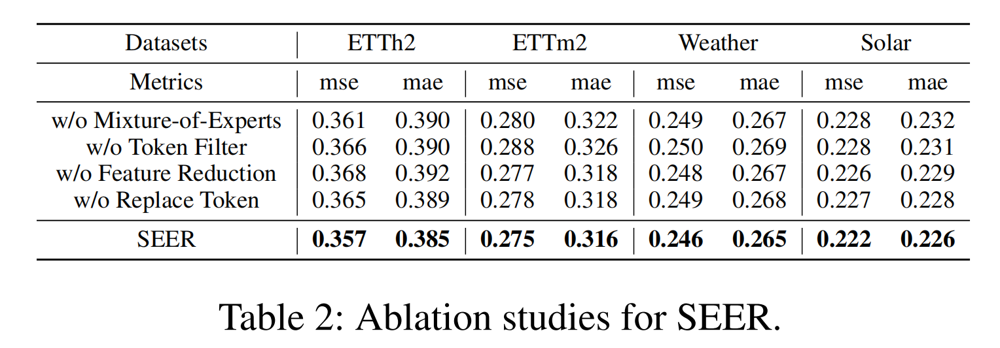 Datasets ETTh2 ETTm2 Weather Solar
Metrics mse mae mse mae mse mae mse mae
w/o Mixture-of-Experts 0.361 0.390 0.280 0.322 0.249 0.267 0.228 0.232
w/o Token Filter 0.366 0.390 0.288 0.326 0.250 0.269 0.228 0.231
w/o Feature Reduction 0.368 0.392 0.277 0.318 0.248 0.267 0.226 0.229
w/o Replace Token 0.365 0.389 0.278 0.318 0.249 0.268 0.227 0.228
SEER 0.357 0.385 0.275 0.316 0.246 0.265 0.222 0.226
Table 2: Ablation studies for SEER.